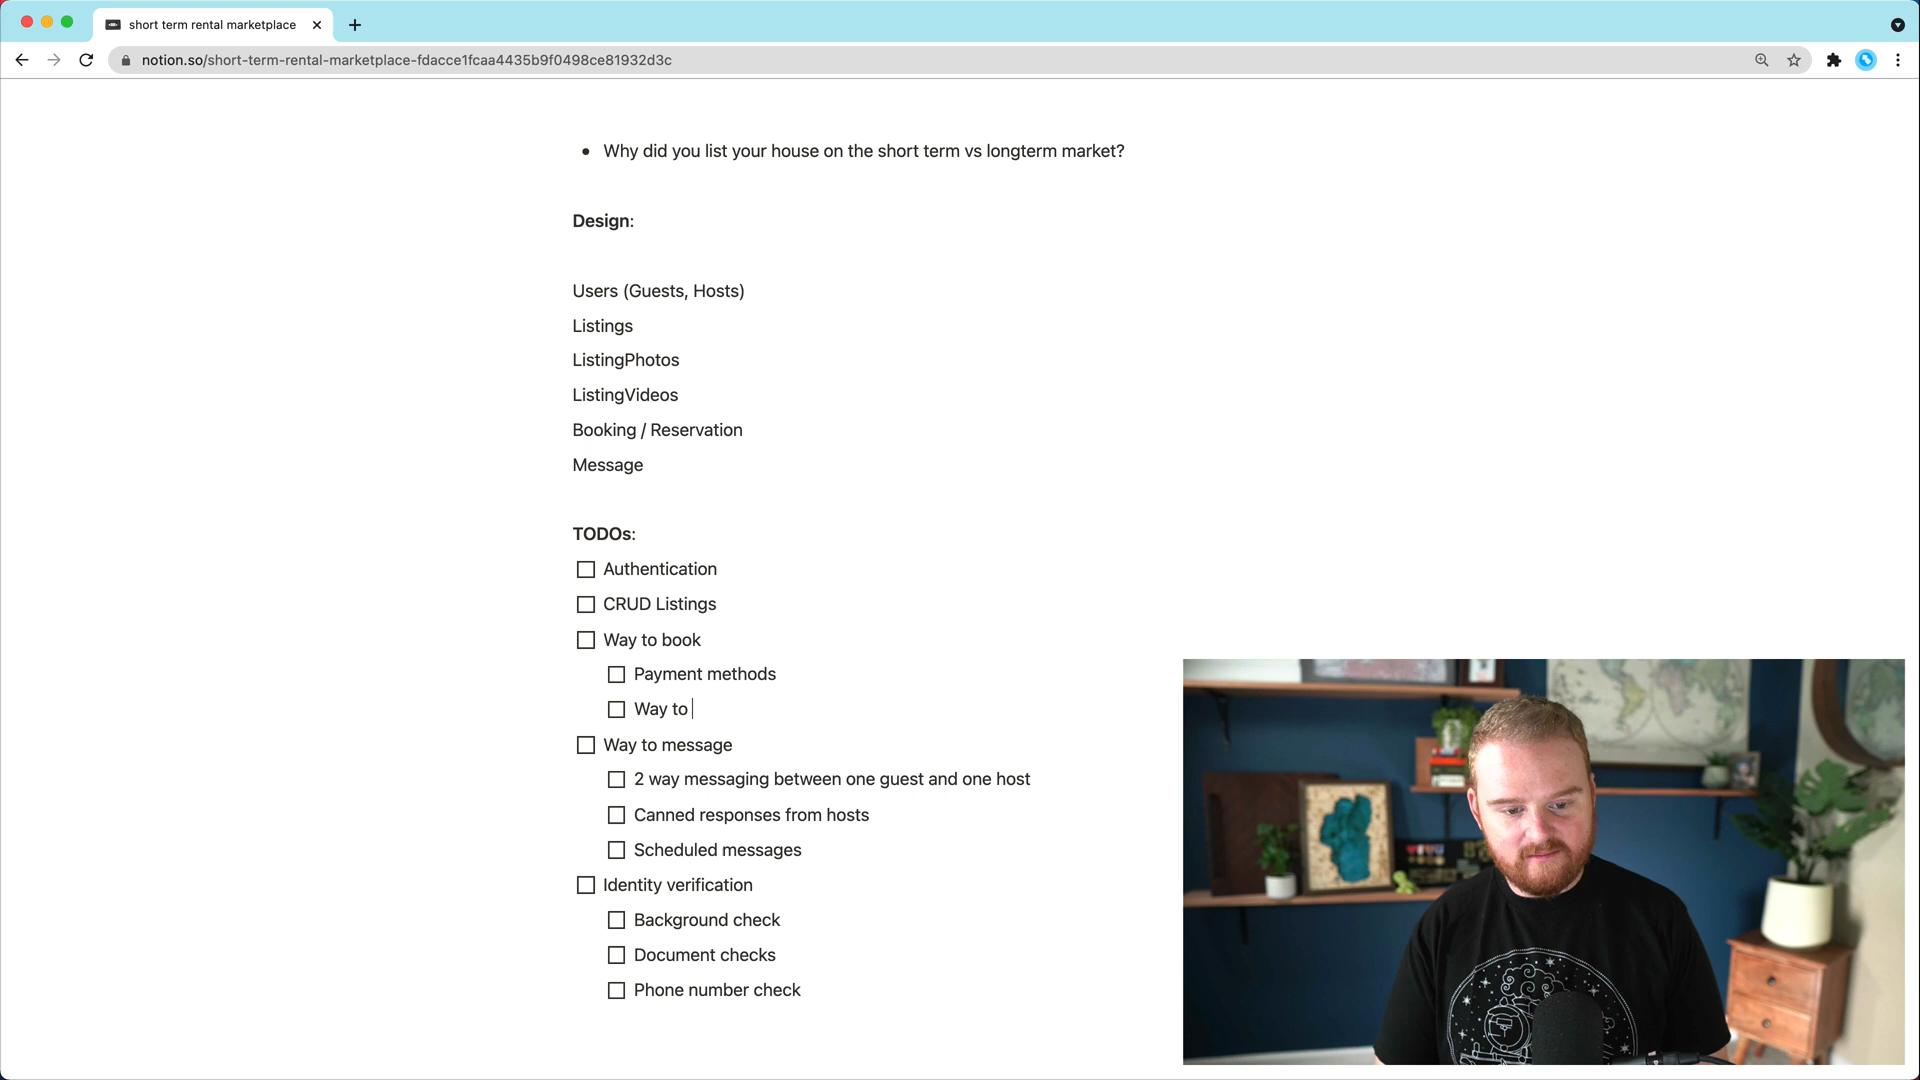 short term rental marketplace
notion.so/short-term-rental-marketplace-fdacce1fcaa4435b9f0498ce81932d3c
Why did you list your house on the short term vs longterm market?
Design:
Users (Guests, Hosts)
Listings
ListingPhotos
ListingVideos
Booking / Reservation
Message
TODOs:
Authentication
CRUD Listings
Way to book
Payment methods
Way to
Way to message
2 way messaging between one guest and one host
Canned responses from hosts
Scheduled messages
Identity verification
Background check
Document checks
Phone number check